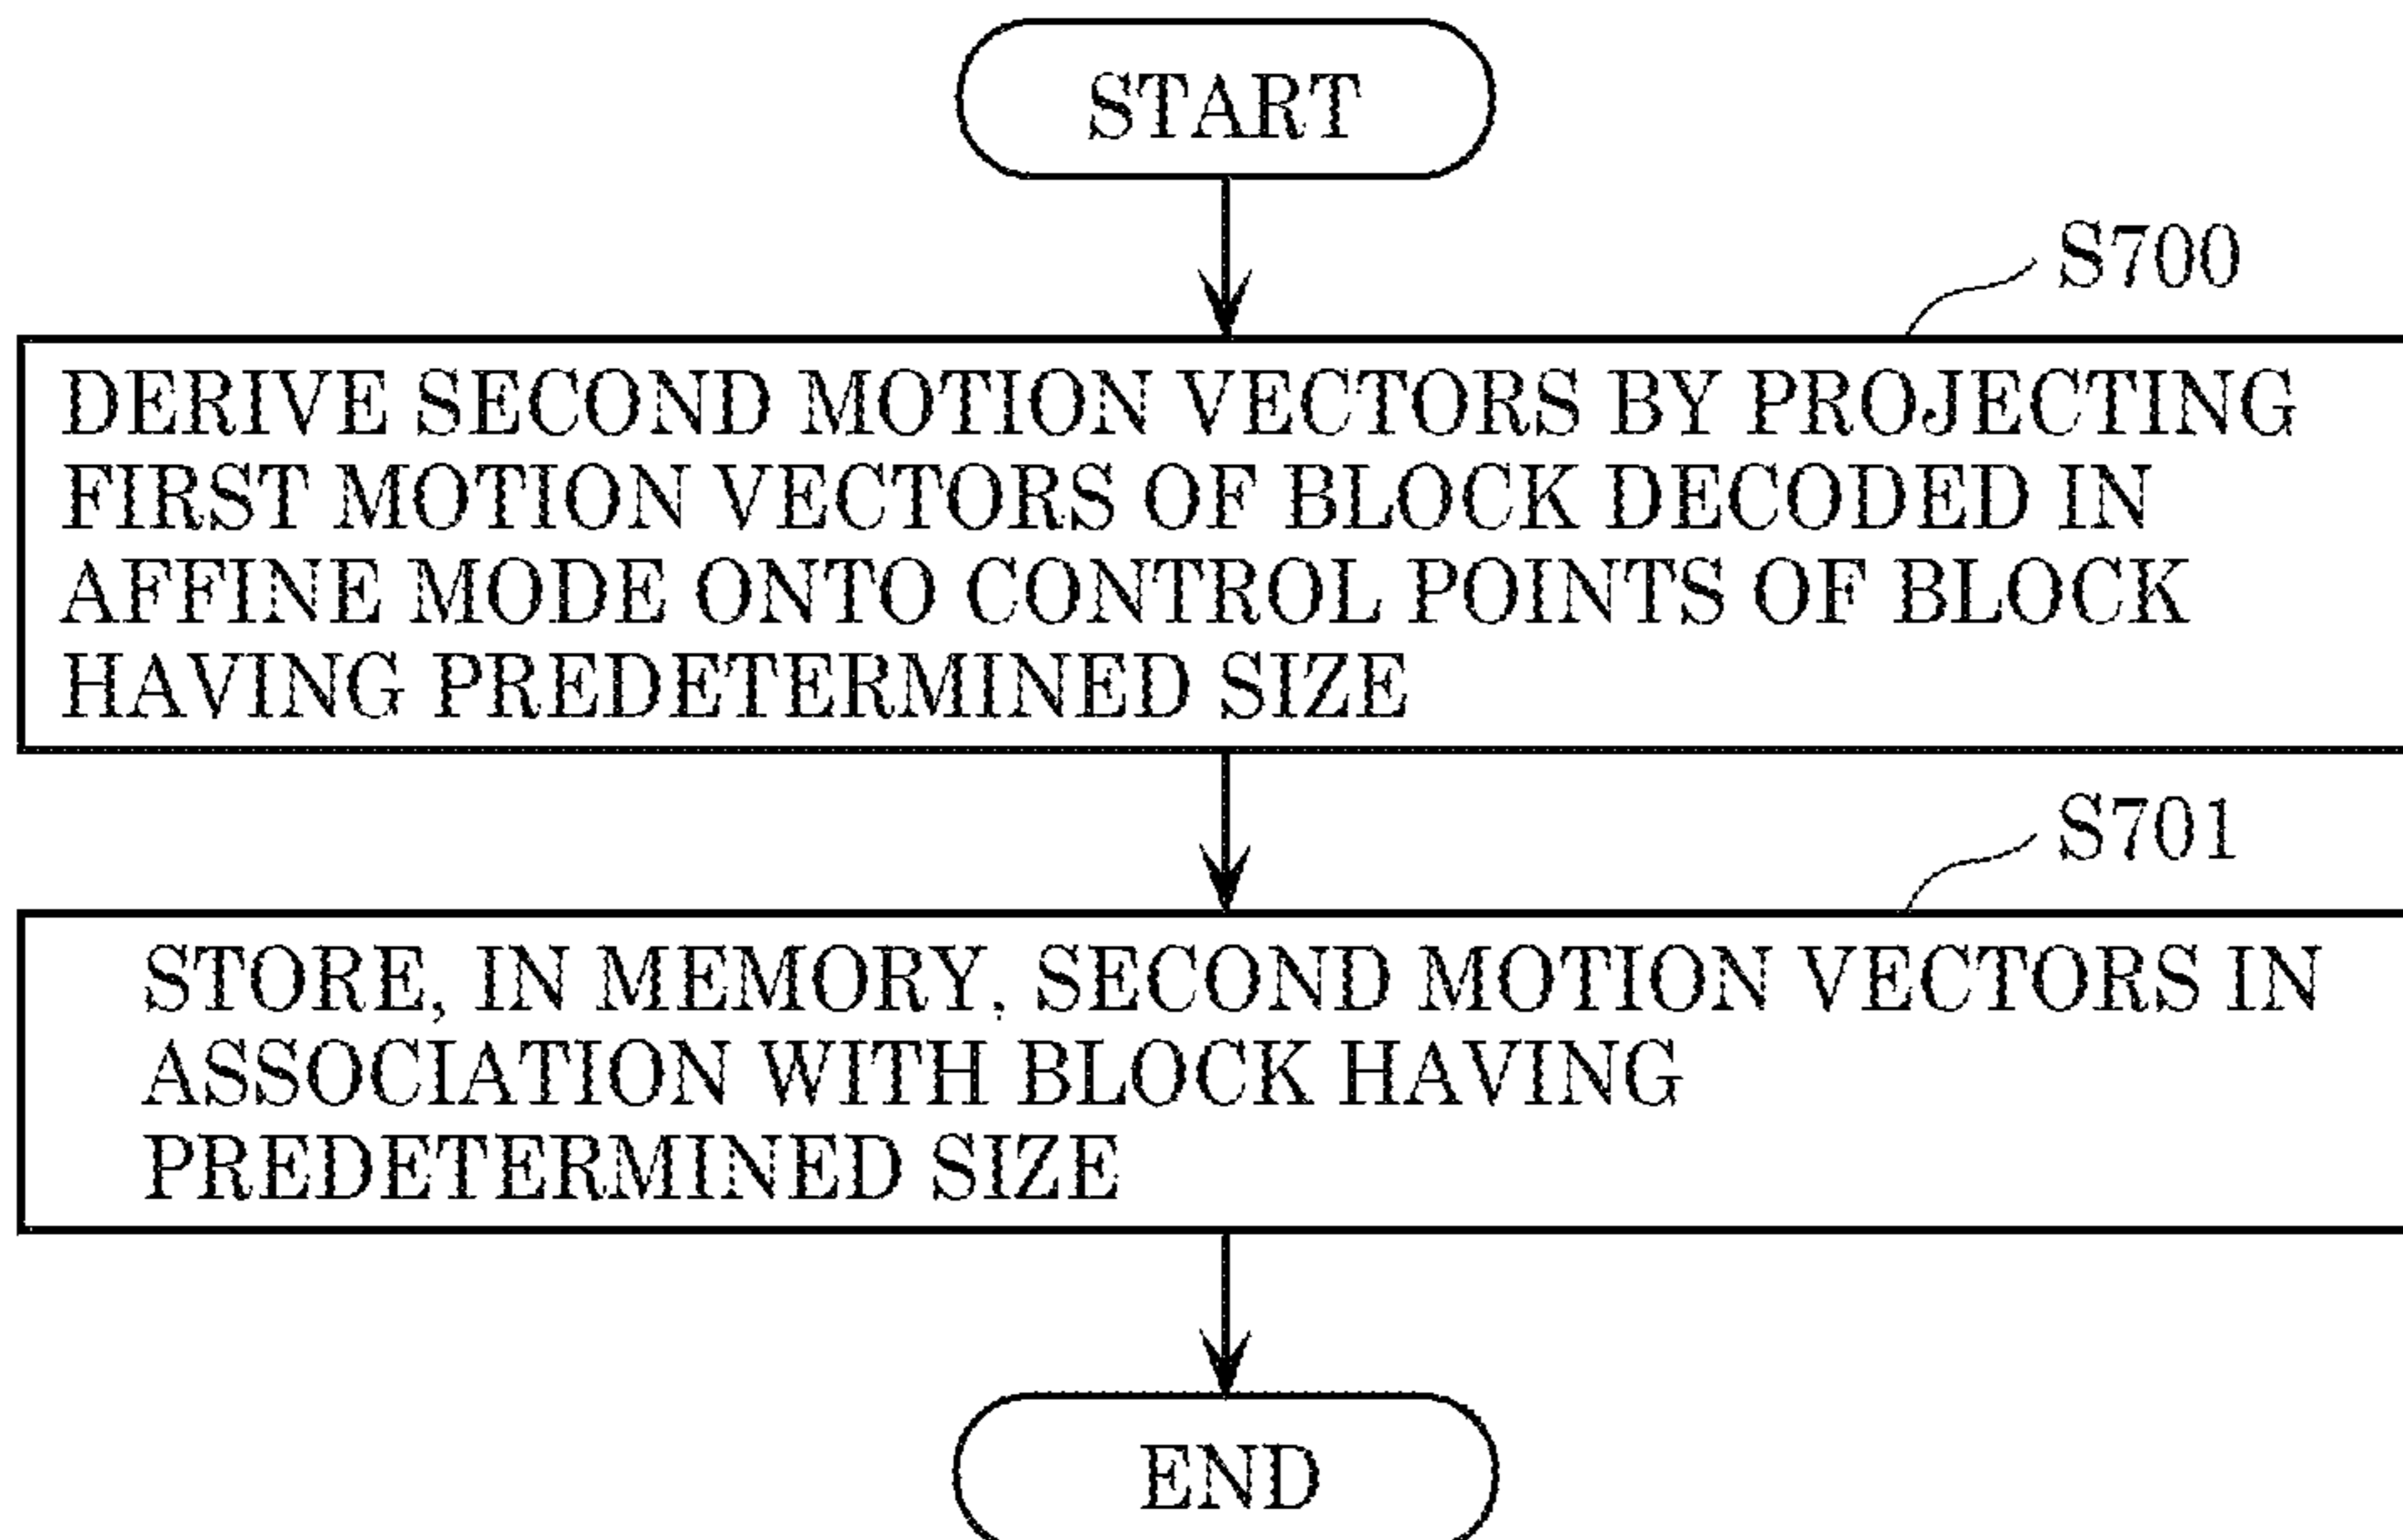 START
S700
DERIVE SECOND MOTION VECTORS BY PROJECTING
FIRST MOTION VECTORS OF BLOCK DECODED IN
AFFINE MODE ONTO CONTROL POINTS OF BLOCK
HAVING PREDETERMINED SIZE
S701
STORE, IN MEMORY, SECOND MOTION VECTORS IN
ASSOCIATION WITH BLOCK HAVING
PREDETERMINED SIZE
END